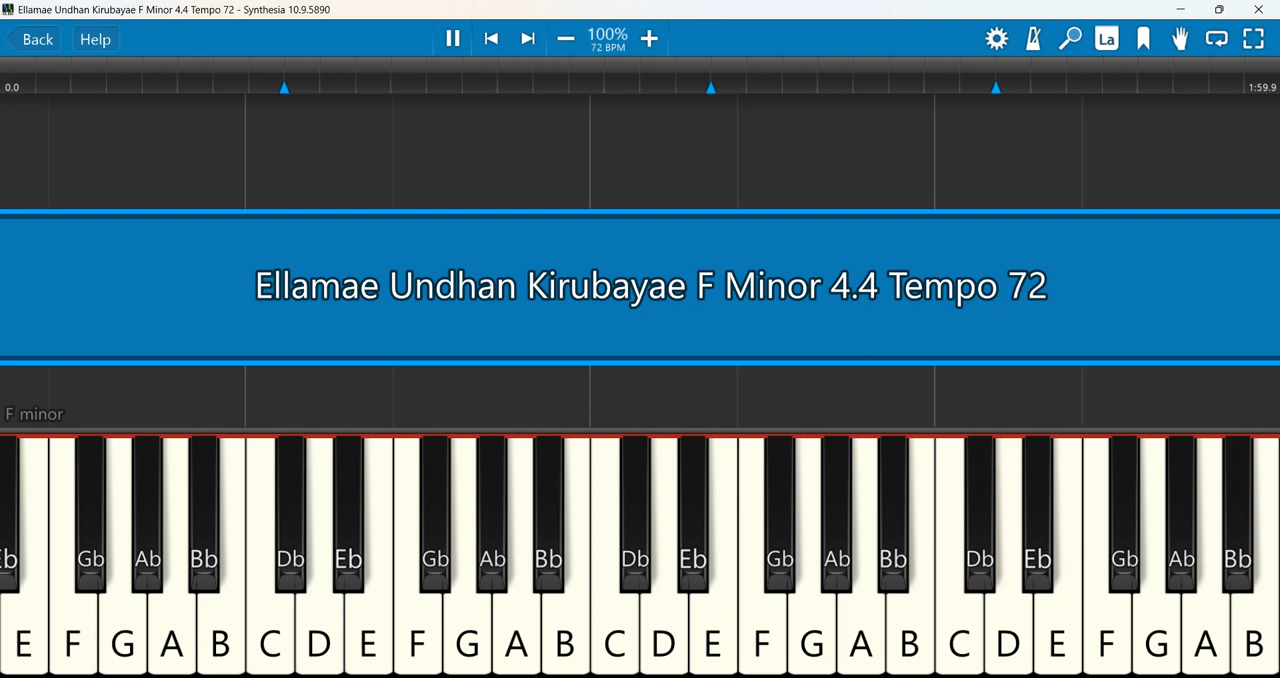 Ellamae Undhan Kirubayae F Minor 4.4 Tempo 72 - Synthesia 10.9.5890
Back Help 100% La
72 BPM
0.0 1:59.9
Ellamae Undhan Kirubayae F Minor 4.4 Tempo 72
F minor
Eb Gb Ab Bb Db Eb Gb Ab Bb Db Eb Gb Ab Bb Db Eb Gb Ab Bb
E F G A B C D E F G A B C D E F G A B C D E F G A B